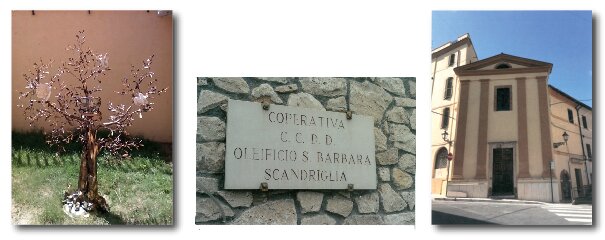 COPERATIVA
C. C. D. D.
OLEIFICIO S. BARBARA
SCANDRIGLIA